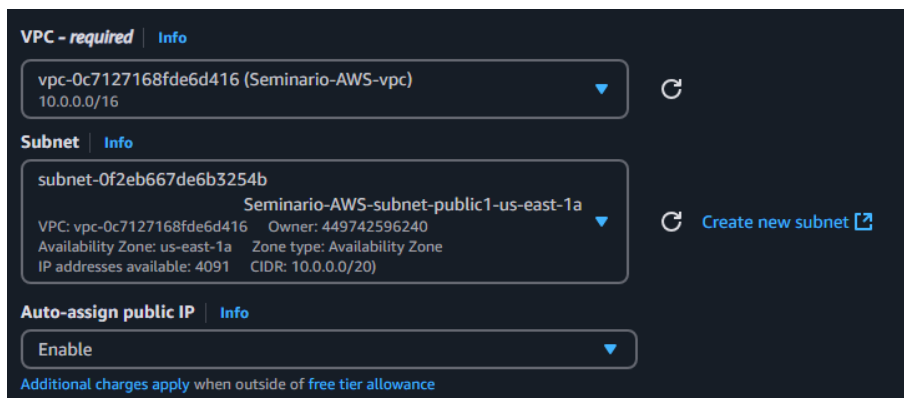 VPC – required Info
vpc-0c7127168fde6d416 (Seminario-AWS-vpc)
10.0.0.0/16
Subnet Info
subnet-0f2eb667de6b3254b
Seminario-AWS-subnet-public1-us-east-1a
VPC: vpc-0c7127168fde6d416 Owner: 449742596240
Availability Zone: us-east-1a Zone type: Availability Zone
IP addresses available: 4091 CIDR: 10.0.0.0/20)
Create new subnet
Auto-assign public IP Info
Enable
Additional charges apply when outside of free tier allowance